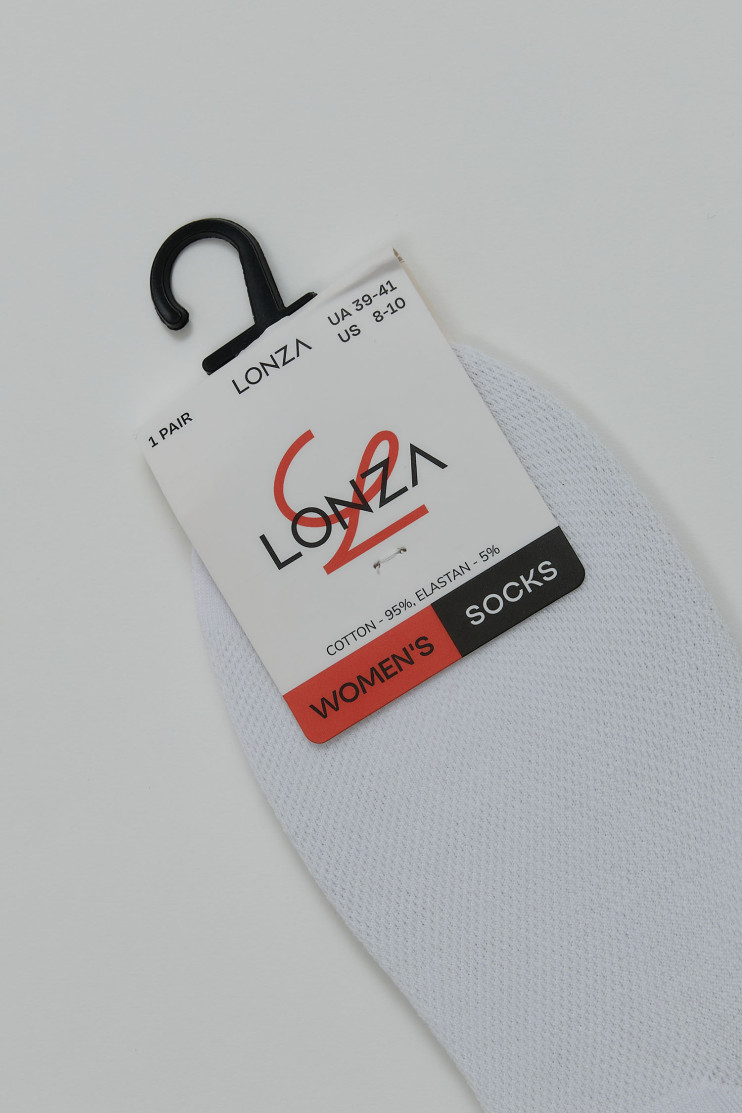 UA 39-41
US 8-10
LONZA
1 PAIR
LONZA
COTTON - 95%, ELASTAN - 5%
WOMEN'S SOCKS